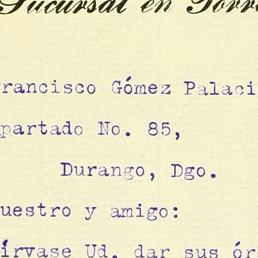 Sucursal en Torre
rancisco Gómez Palaci
partado No. 85,
Durango, Dgo.
uestro y amigo:
írvase Ud. dar sus ór